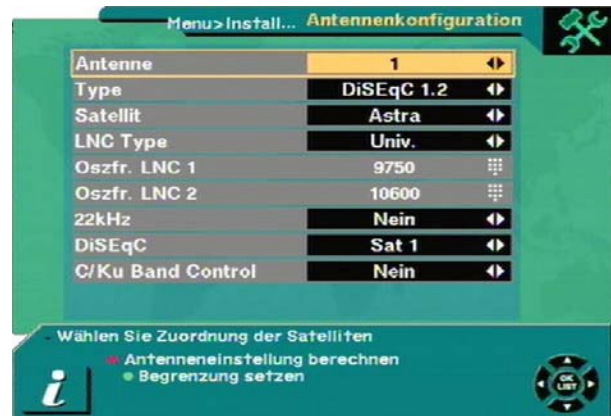 Menu>Install... Antennenkonfiguration
Antenne 1
Type DiSEqC 1.2
Satellit Astra
LNC Type Univ.
Oszfr. LNC 1 9750
Oszfr. LNC 2 10600
22kHz Nein
DiSEqC Sat 1
C/Ku Band Control Nein
Wählen Sie Zuordnung der Satelliten
Antenneneinstellung berechnen
Begrenzung setzen
i
OK
LIST